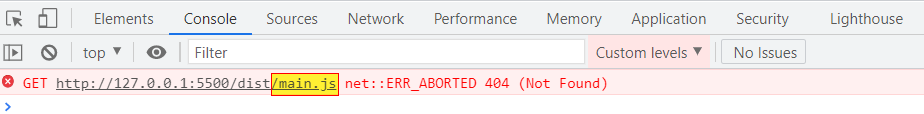 Elements Console Sources Network Performance Memory Application Security Lighthouse
top ▼ Filter Custom levels ▼ No Issues
GET http://127.0.0.1:5500/dist/main.js net::ERR_ABORTED 404 (Not Found)
>